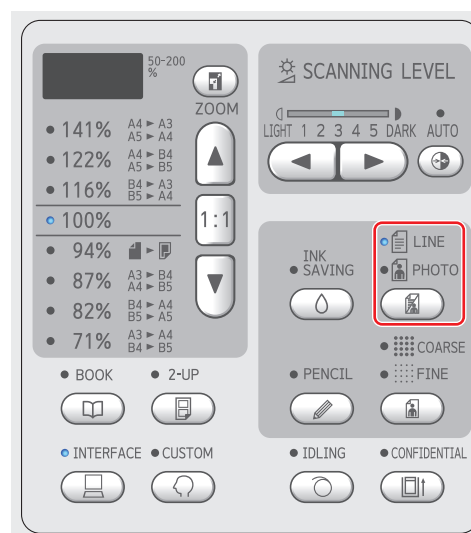 50-200
%
ZOOM
141% A4 ► A3
A5 ► A4
122% A4 ► B4
A5 ► B5
116% B4 ► A3
B5 ► A4
100%
1:1
94%
87% A3 ► B4
A4 ► B5
82% B4 ► A4
B5 ► A5
71% A3 ► A4
B4 ► B5
BOOK
2-UP
INTERFACE
CUSTOM
SCANNING LEVEL
LIGHT 1 2 3 4 5 DARK
AUTO
INK
SAVING
LINE
PHOTO
COARSE
PENCIL
FINE
IDLING
CONFIDENTIAL